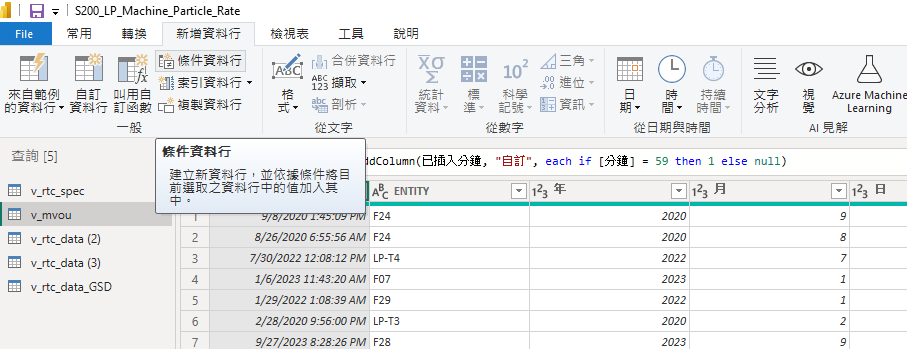 S200_LP_Machine_Particle_Rate
File 常用 轉換 新增資料行 檢視表 工具 說明
來自範例的資料行 自訂資料行 叫用自訂函數 條件資料行 索引資料行 複製資料行
一般
格式 合併資料行 擷取 剖析
ABC
ABC
123
從文字
統計資料 標準 科學記號 三角 進位 資訊
XΣσ
10²
從數字
日期 時間 持續時間
從日期與時間
文字分析 視覺 Azure Machine Learning
AI 見解
查詢 [5]
v_rtc_spec
v_mvou
v_rtc_data (2)
v_rtc_data (3)
v_rtc_data_GSD
條件資料行
建立新資料行，並依據條件將目
前選取之資料行中的值加入其
中。
ddColumn(已插入分鐘, "自訂", each if [分鐘] = 59 then 1 else null)
ABC ENTITY 123 年 123 月 123 日
1 9/8/2020 1:45:09 PM F24 2020 9
2 8/26/2020 6:55:56 AM F24 2020 8
3 7/30/2022 12:08:12 PM LP-T4 2022 7
4 1/6/2023 11:43:20 AM F07 2023 1
5 1/29/2022 1:08:39 AM F29 2022 1
6 2/28/2020 9:56:00 PM LP-T3 2020 2
7 9/27/2023 8:28:26 PM F28 2023 9